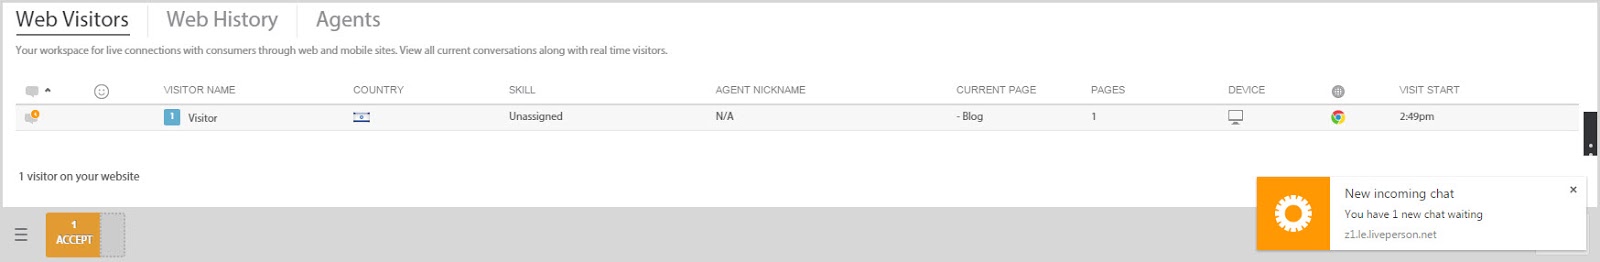 Web Visitors Web History Agents
Your workspace for live connections with consumers through web and mobile sites. View all current conversations along with real time visitors.
VISITOR NAME COUNTRY SKILL AGENT NICKNAME CURRENT PAGE PAGES DEVICE VISIT START
1 Visitor Unassigned N/A - Blog 1 2:49pm
1 visitor on your website
New incoming chat
You have 1 new chat waiting
z1.le.liveperson.net
1
ACCEPT